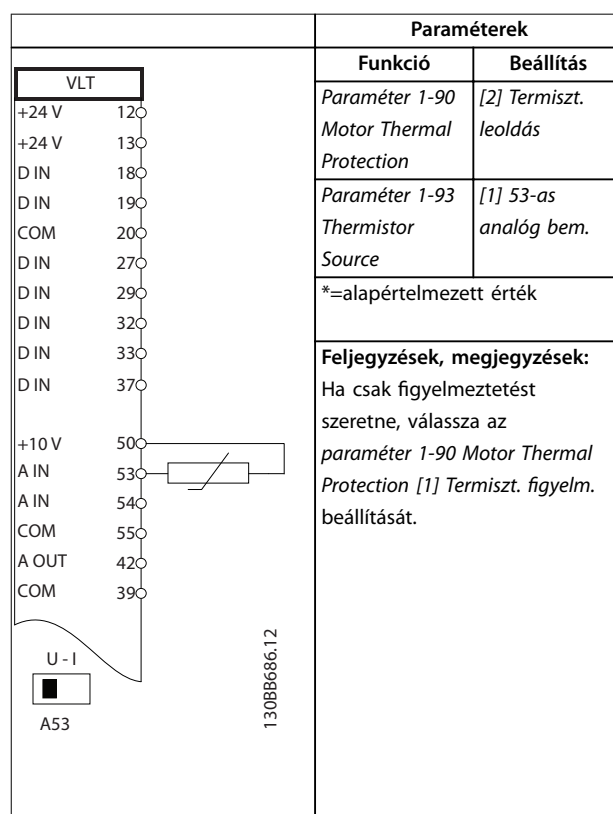 VLT
+24 V 12
+24 V 13
D IN 18
D IN 19
COM 20
D IN 27
D IN 29
D IN 32
D IN 33
D IN 37
+10 V 50
A IN 53
A IN 54
COM 55
A OUT 42
COM 39
U - I
A53
130BB686.12
Paraméterek
Funkció Beállítás
Paraméter 1-90 [2] Termiszt.
Motor Thermal leoldás
Protection
Paraméter 1-93 [1] 53-as
Thermistor analóg bem.
Source
*=alapértelmezett érték
Feljegyzések, megjegyzések:
Ha csak figyelmeztetést
szeretne, válassza az
paraméter 1-90 Motor Thermal
Protection [1] Termiszt. figyelm.
beállítását.